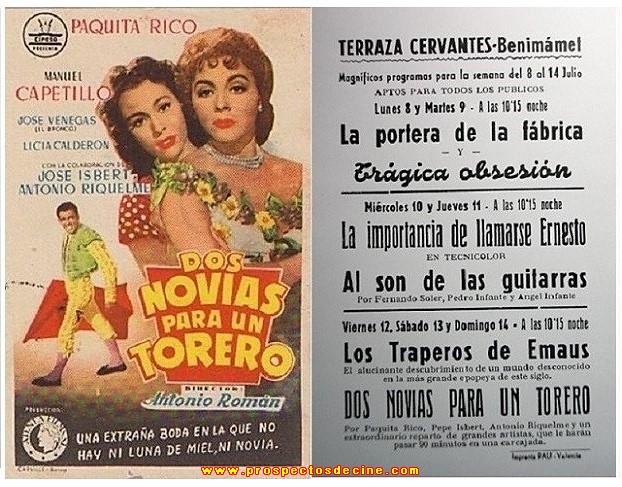 CIFESA
PRESENTA
PAQUITA RICO
MANUEL
CAPETILLO
JOSE VENEGAS
(EL BRONCO)
LICIA CALDERON
CON LA COLABORACION DE
JOSE ISBERT
ANTONIO RIQUELME
DOS
NOVIAS
PARA UN
TORERO
DIRECTOR:
Antonio Román
PRODUCCION:
UNA EXTRAÑA BODA EN LA QUE NO
HAY NI LUNA DE MIEL, NI NOVIA.
TERRAZA CERVANTES-Benimámet
Magníficos programas para la semana del 8 al 14 Julio
APTOS PARA TODOS LOS PUBLICOS
Lunes 8 y Martes 9 - A las 10'15 noche
La portera de la fábrica
- Y -
Trágica obsesión
Miércoles 10 y Jueves 11 - A las 10'15 noche
La importancia de llamarse Ernesto
EN TECNICOLOR
Al son de las guitarras
Por Fernando Soler, Pedro Infante y Angel Infante
Viernes 12, Sábado 13 y Domingo 14 - A las 10'15 noche
Los Traperos de Emaus
El alucinante descubrimiento de un mundo desconocido
en la más grande epopeya de este siglo.
DOS NOVIAS PARA UN TORERO
Por Paquita Rico, Pepe Isbert, Antonio Riquelme y un
extraordinario reparto de grandes artistas, que le harán
pasar 90 minutos en una carcajada.
Imprenta RAU - Valencia
www.prospectosdecine.com